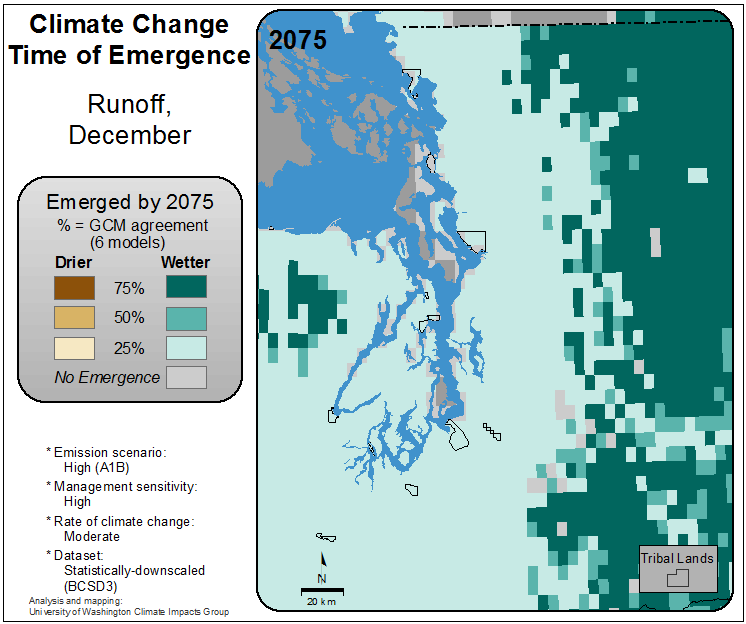 Climate Change
Time of Emergence
Runoff,
December
Emerged by 2075
% = GCM agreement
(6 models)
Drier Wetter
75%
50%
25%
No Emergence
* Emission scenario:
High (A1B)
* Management sensitivity:
High
* Rate of climate change:
Moderate
* Dataset:
Statistically-downscaled
(BCSD3)
Analysis and mapping:
University of Washington Climate Impacts Group
2075
N
20 km
Tribal Lands